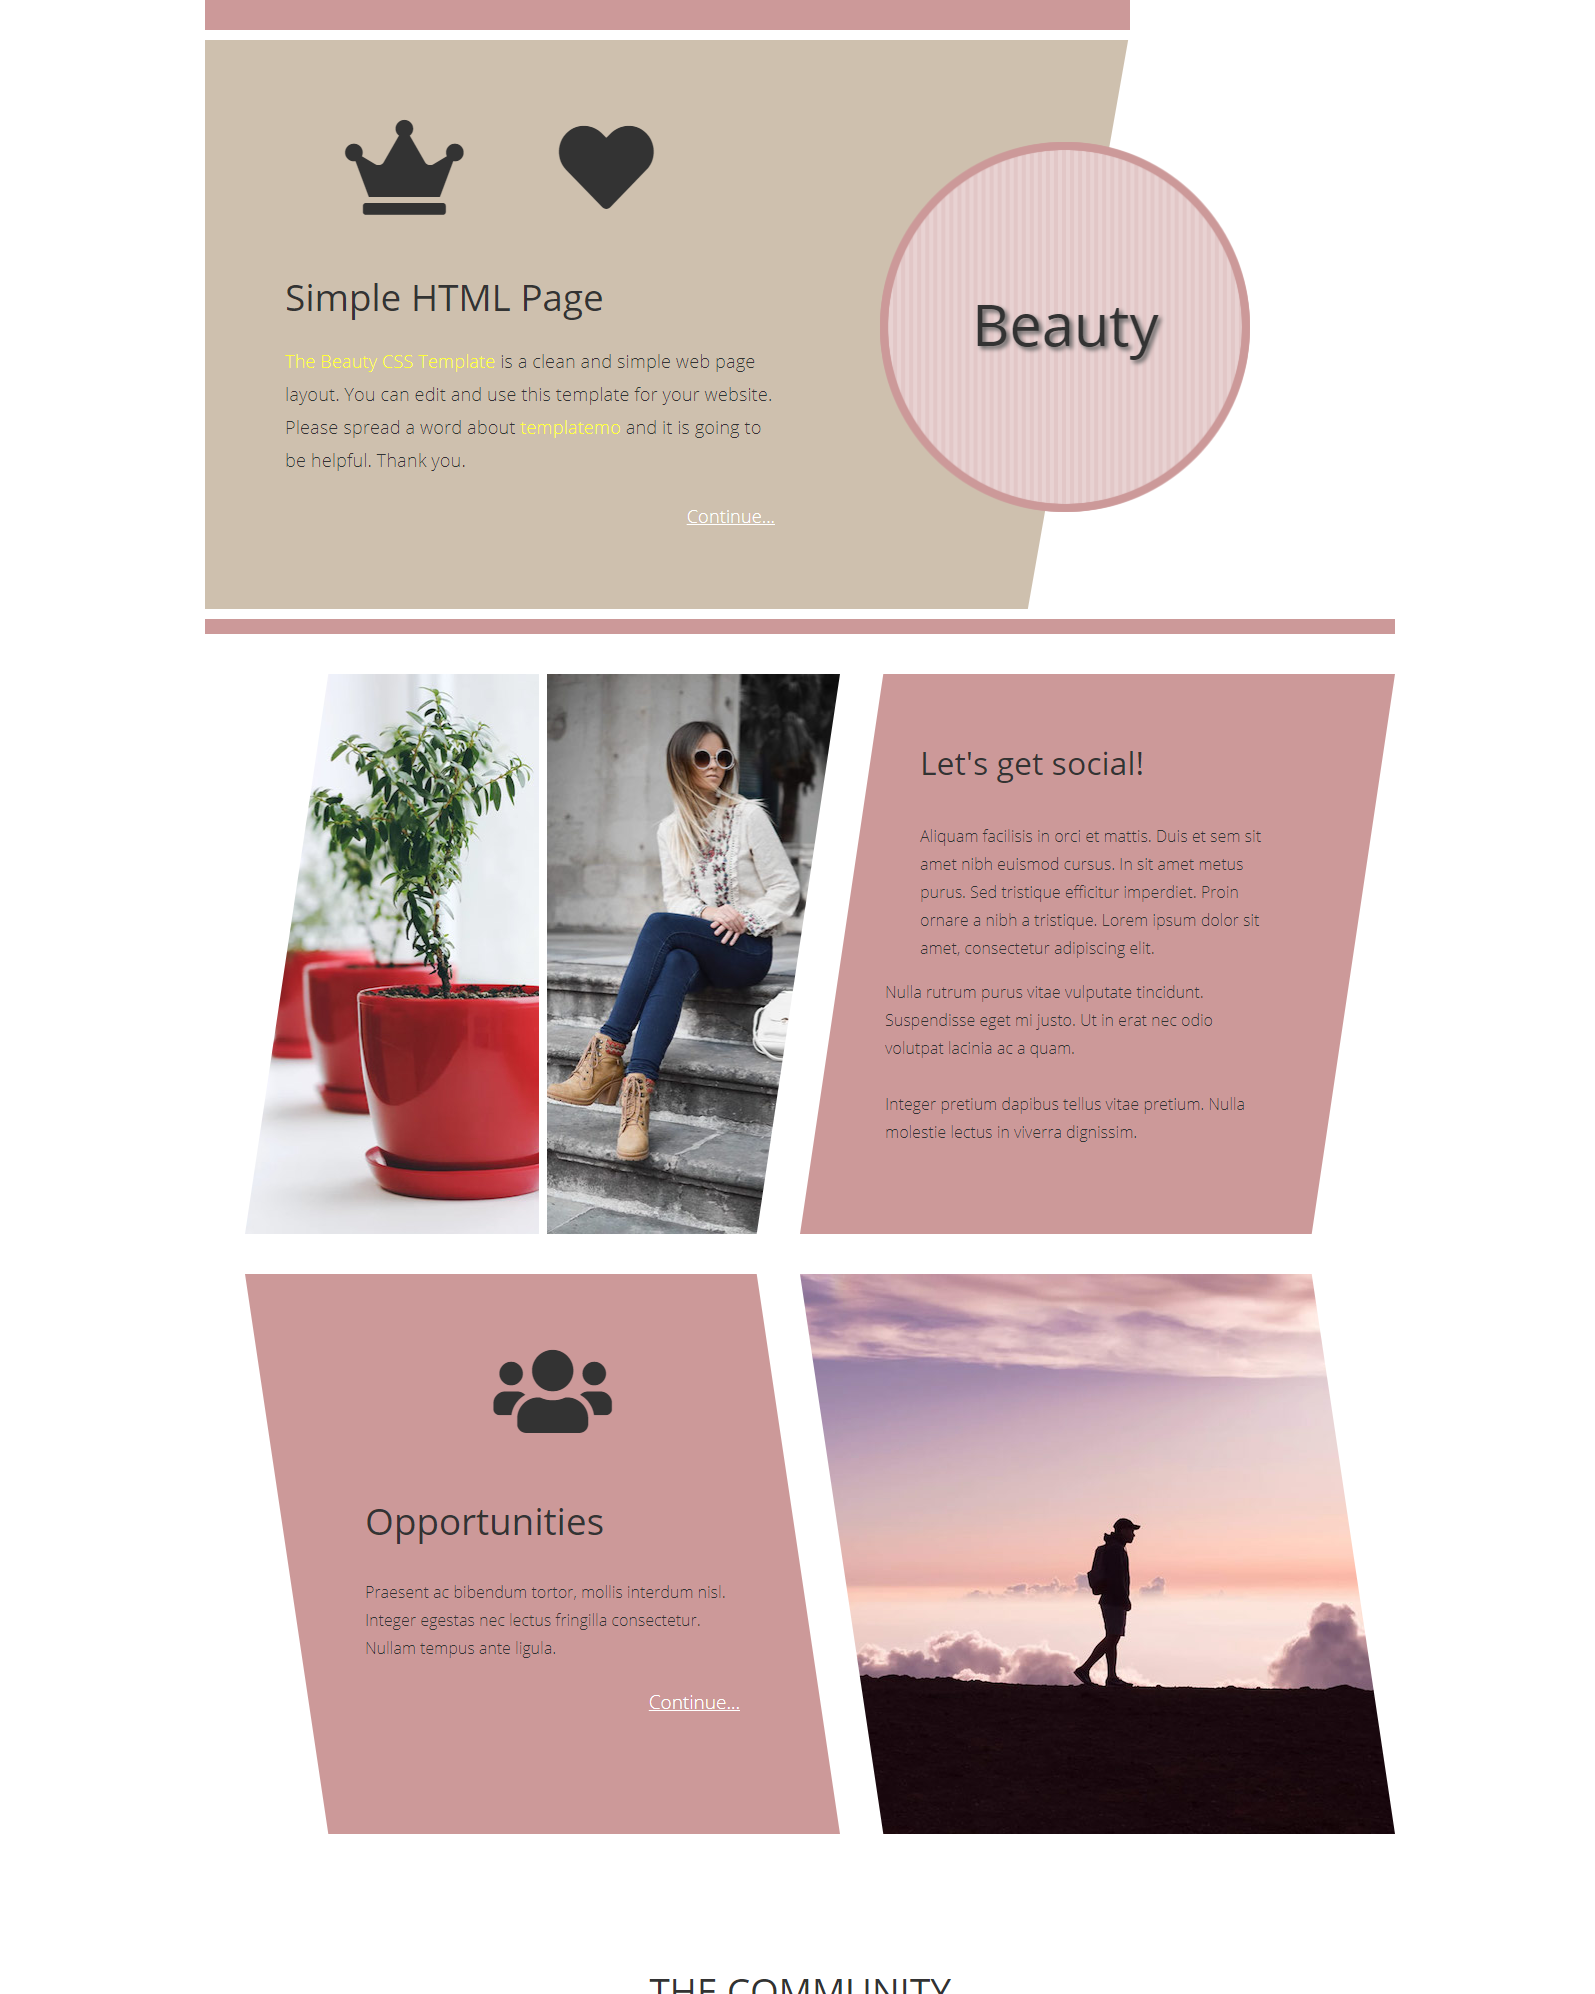 Simple HTML Page
The Beauty CSS Template is a clean and simple web page
layout. You can edit and use this template for your website.
Please spread a word about templatemo and it is going to
be helpful. Thank you.
Continue...
Beauty
Let's get social!
Aliquam facilisis in orci et mattis. Duis et sem sit
amet nibh euismod cursus. In sit amet metus
purus. Sed tristique efficitur imperdiet. Proin
ornare a nibh a tristique. Lorem ipsum dolor sit
amet, consectetur adipiscing elit.
Nulla rutrum purus vitae vulputate tincidunt.
Suspendisse eget mi justo. Ut in erat nec odio
volutpat lacinia ac a quam.
Integer pretium dapibus tellus vitae pretium. Nulla
molestie lectus in viverra dignissim.
Opportunities
Praesent ac bibendum tortor, mollis interdum nisl.
Integer egestas nec lectus fringilla consectetur.
Nullam tempus ante ligula.
Continue...
THE COMMUNITY